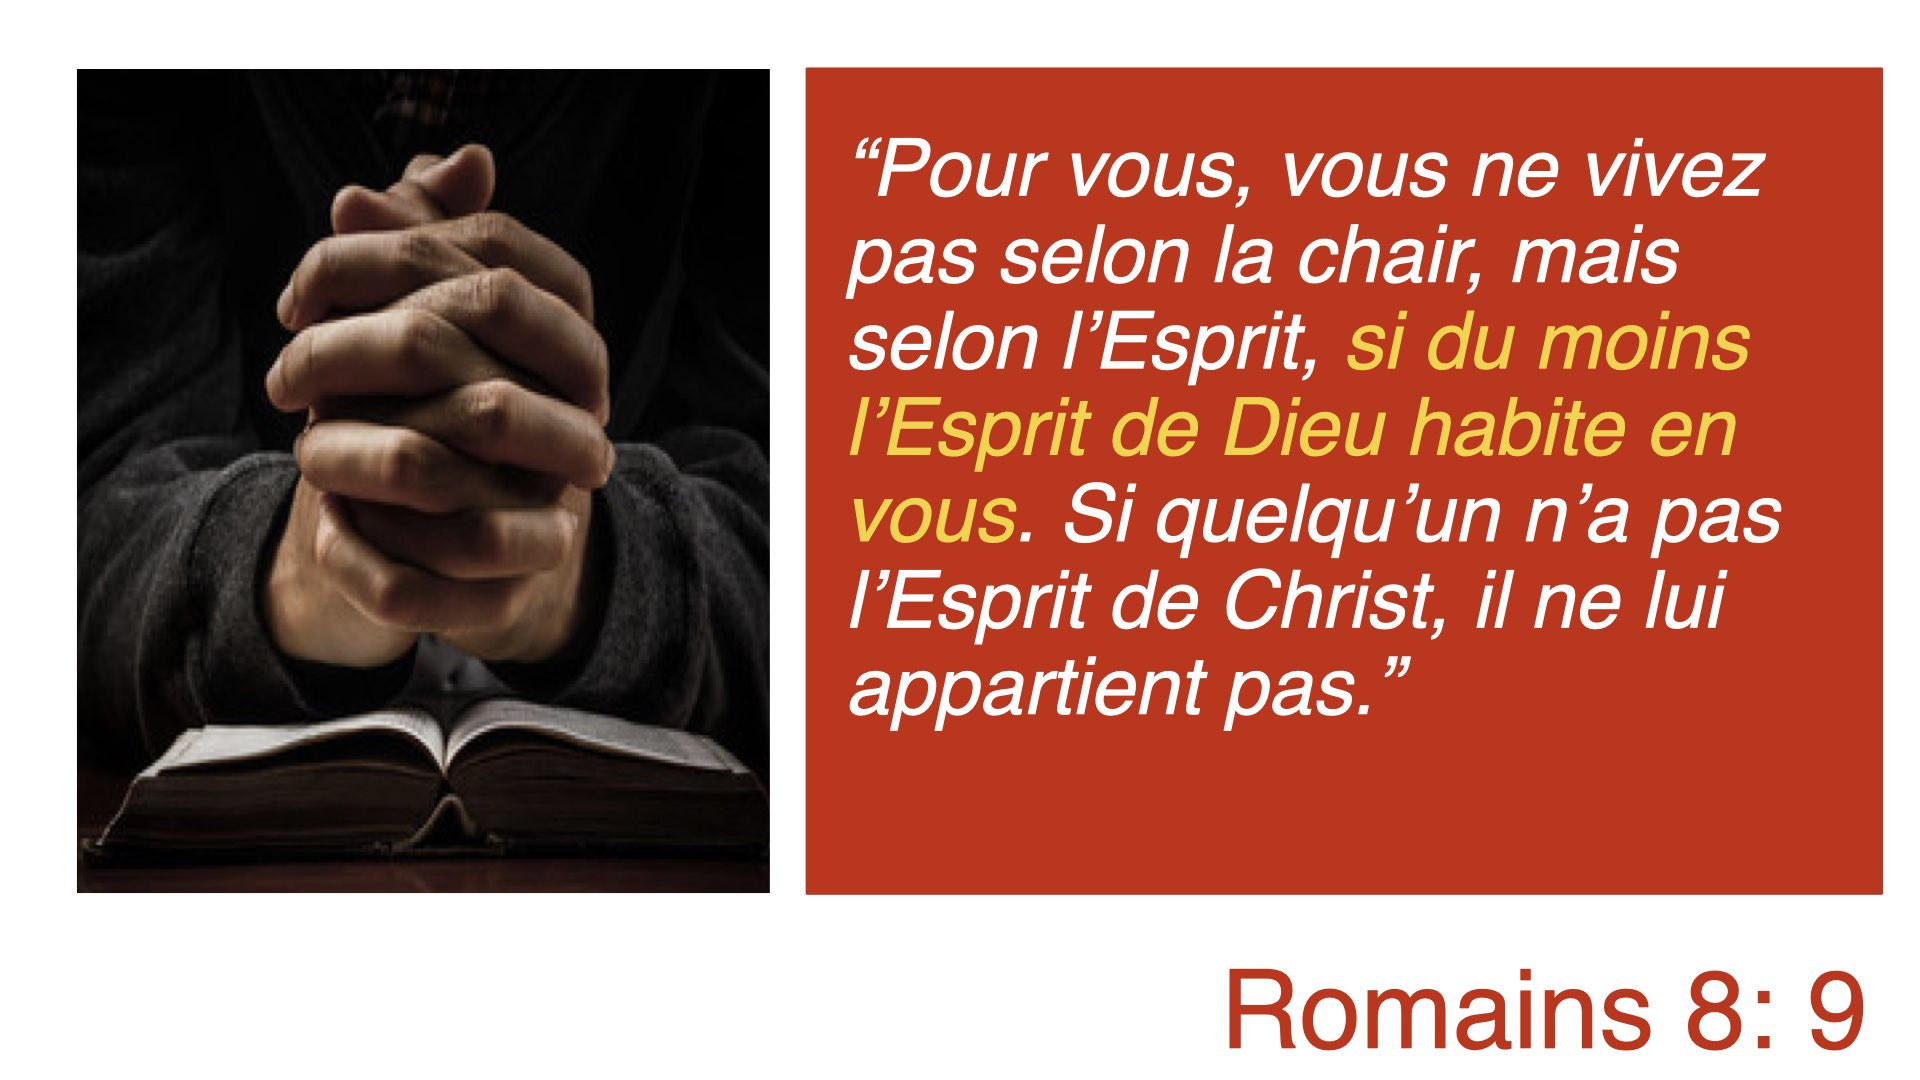 “Pour vous, vous ne vivez
pas selon la chair, mais
selon l’Esprit, si du moins
l’Esprit de Dieu habite en
vous. Si quelqu’un n’a pas
l’Esprit de Christ, il ne lui
appartient pas.”
Romains 8: 9